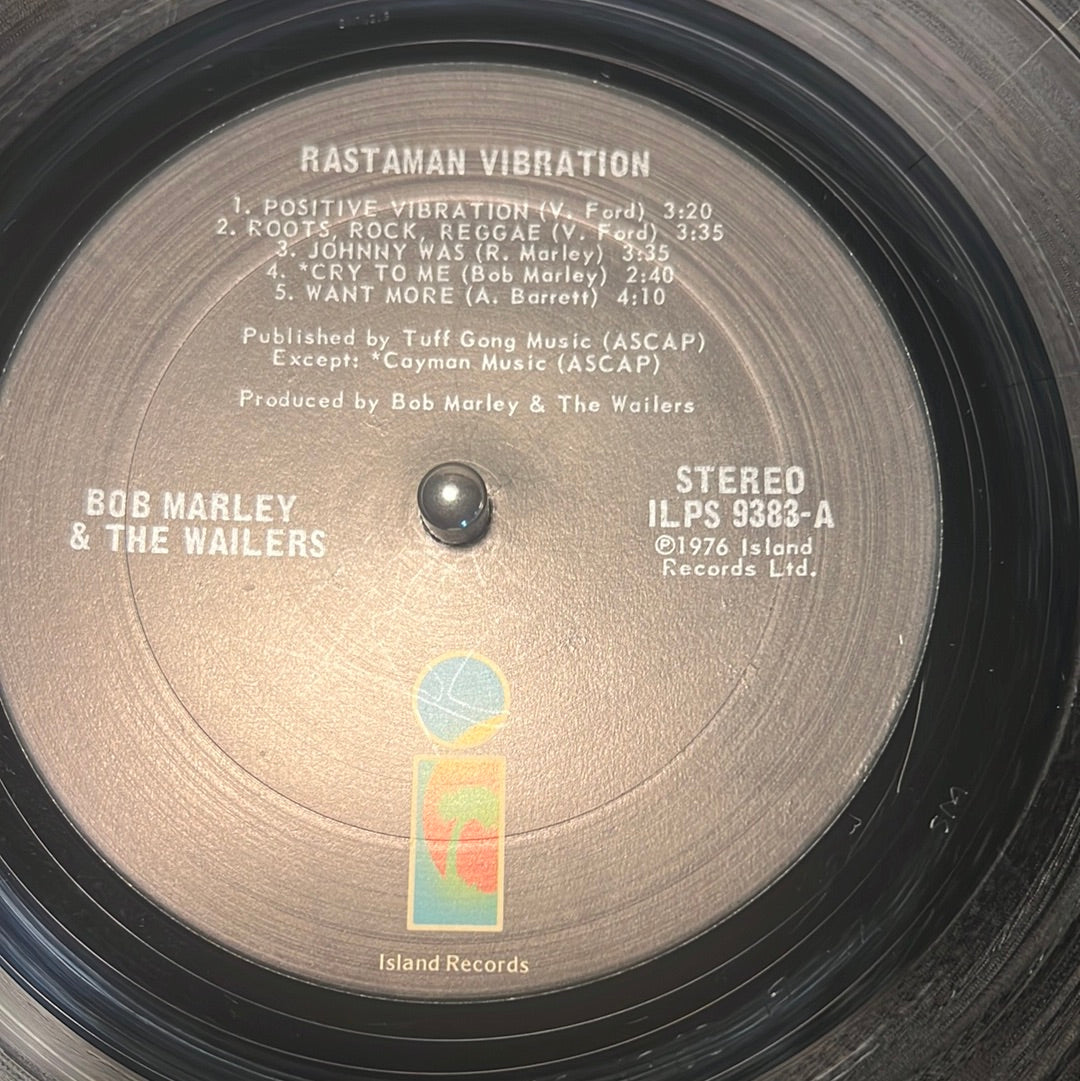 RASTAMAN VIBRATION
1. POSITIVE VIBRATION (V. Ford) 3:20
2. ROOTS, ROCK, REGGAE (V. Ford) 3:35
3. JOHNNY WAS (R. Marley) 3:35
4. *CRY TO ME (Bob Marley) 2:40
5. WANT MORE (A. Barrett) 4:10
Published by Tuff Gong Music (ASCAP)
Except: *Cayman Music (ASCAP)
Produced by Bob Marley & The Wailers
BOB MARLEY
& THE WAILERS
STEREO
ILPS 9383-A
℗1976 Island
Records Ltd.
SM
Island Records